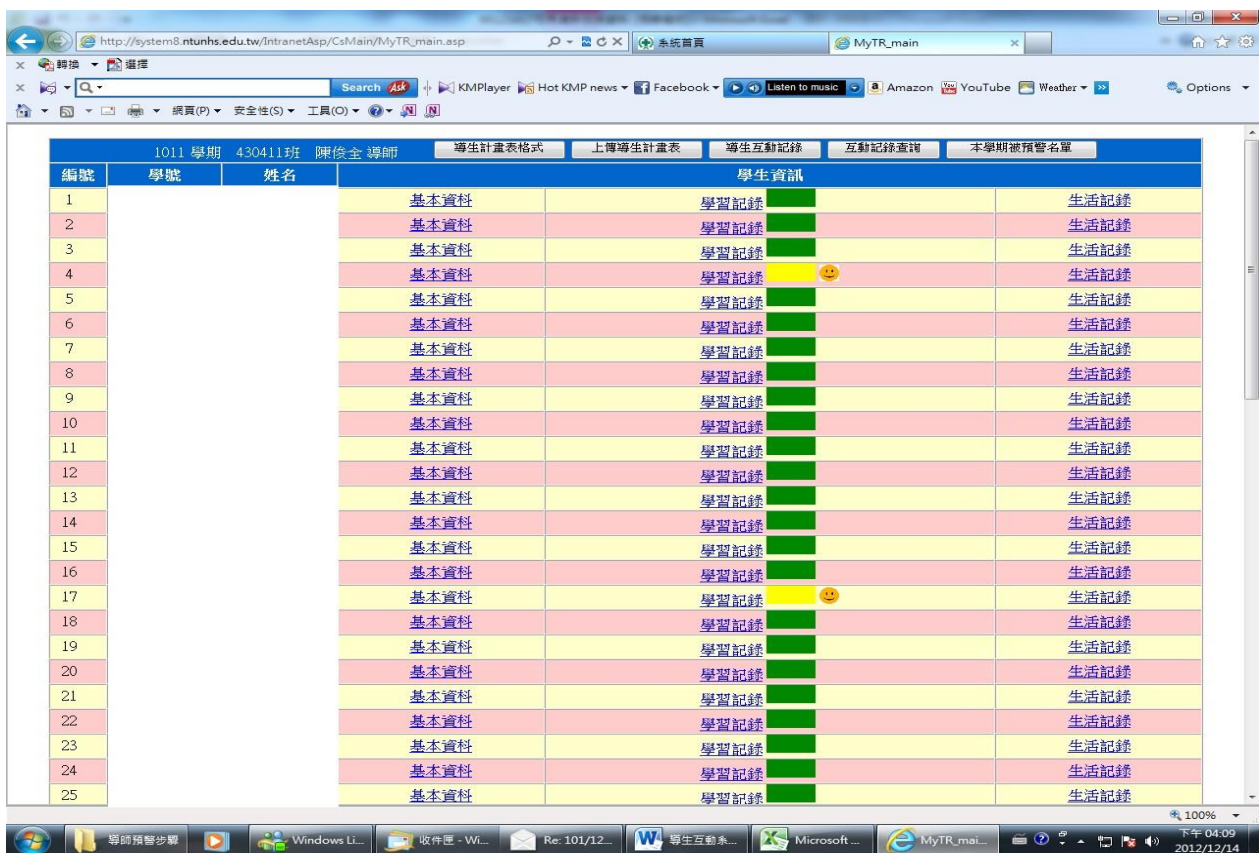 http://system8.ntunhs.edu.tw/IntranetAsp/CsMain/MyTR_main.asp 系統首頁 MyTR_main
轉換 選擇
Search Ask KMPlayer Hot KMP news Facebook Listen to music Amazon YouTube Weather Options
網頁(P) 安全性(S) 工具(O)
1011 學期 430411班 陳俊全 導師 導生計畫表格式 上傳導生計畫表 導生互動記錄 互動記錄查詢 本學期被預警名單
編號 學號 姓名 學生資訊
1 基本資料 學習記錄 生活記錄
2 基本資料 學習記錄 生活記錄
3 基本資料 學習記錄 生活記錄
4 基本資料 學習記錄 生活記錄
5 基本資料 學習記錄 生活記錄
6 基本資料 學習記錄 生活記錄
7 基本資料 學習記錄 生活記錄
8 基本資料 學習記錄 生活記錄
9 基本資料 學習記錄 生活記錄
10 基本資料 學習記錄 生活記錄
11 基本資料 學習記錄 生活記錄
12 基本資料 學習記錄 生活記錄
13 基本資料 學習記錄 生活記錄
14 基本資料 學習記錄 生活記錄
15 基本資料 學習記錄 生活記錄
16 基本資料 學習記錄 生活記錄
17 基本資料 學習記錄 生活記錄
18 基本資料 學習記錄 生活記錄
19 基本資料 學習記錄 生活記錄
20 基本資料 學習記錄 生活記錄
21 基本資料 學習記錄 生活記錄
22 基本資料 學習記錄 生活記錄
23 基本資料 學習記錄 生活記錄
24 基本資料 學習記錄 生活記錄
25 基本資料 學習記錄 生活記錄
100%
導師預警步驟 Windows Li... 收件匣 - Wi... Re: 101/12... 導生互動系... Microsoft ... MyTR_mai... 下午 04:09
2012/12/14